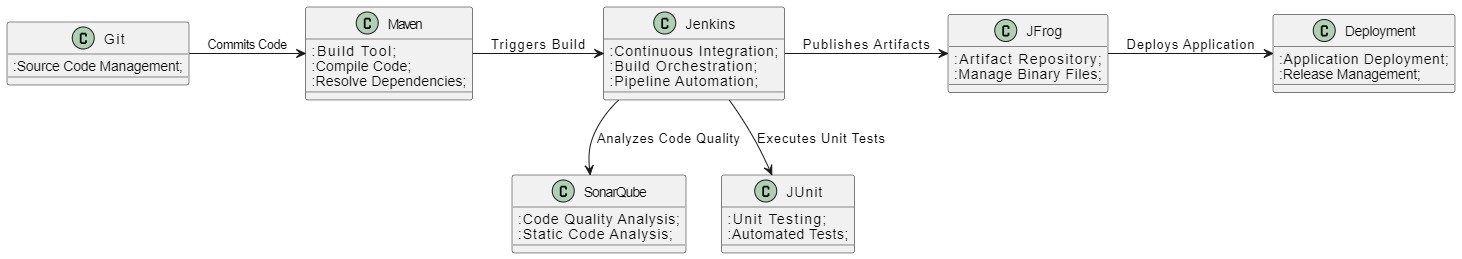 C Git
:Source Code Management;
Commits Code
C Maven
:Build Tool;
:Compile Code;
:Resolve Dependencies;
Triggers Build
C Jenkins
:Continuous Integration;
:Build Orchestration;
:Pipeline Automation;
Publishes Artifacts
C JFrog
:Artifact Repository;
:Manage Binary Files;
Deploys Application
C Deployment
:Application Deployment;
:Release Management;
Analyzes Code Quality
Executes Unit Tests
C SonarQube
:Code Quality Analysis;
:Static Code Analysis;
C JUnit
:Unit Testing;
:Automated Tests;